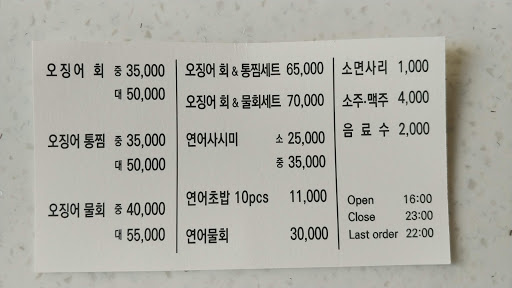 오징어 회 중 35,000
대 50,000
오징어 통찜 중 35,000
대 50,000
오징어 물회 중 40,000
대 55,000
오징어 회 & 통찜세트 65,000
오징어 회 & 물회세트 70,000
연어사시미 소 25,000
중 35,000
연어초밥 10pcs 11,000
연어물회 30,000
소면사리 1,000
소주·맥주 4,000
음 료 수 2,000
Open 16:00
Close 23:00
Last order 22:00